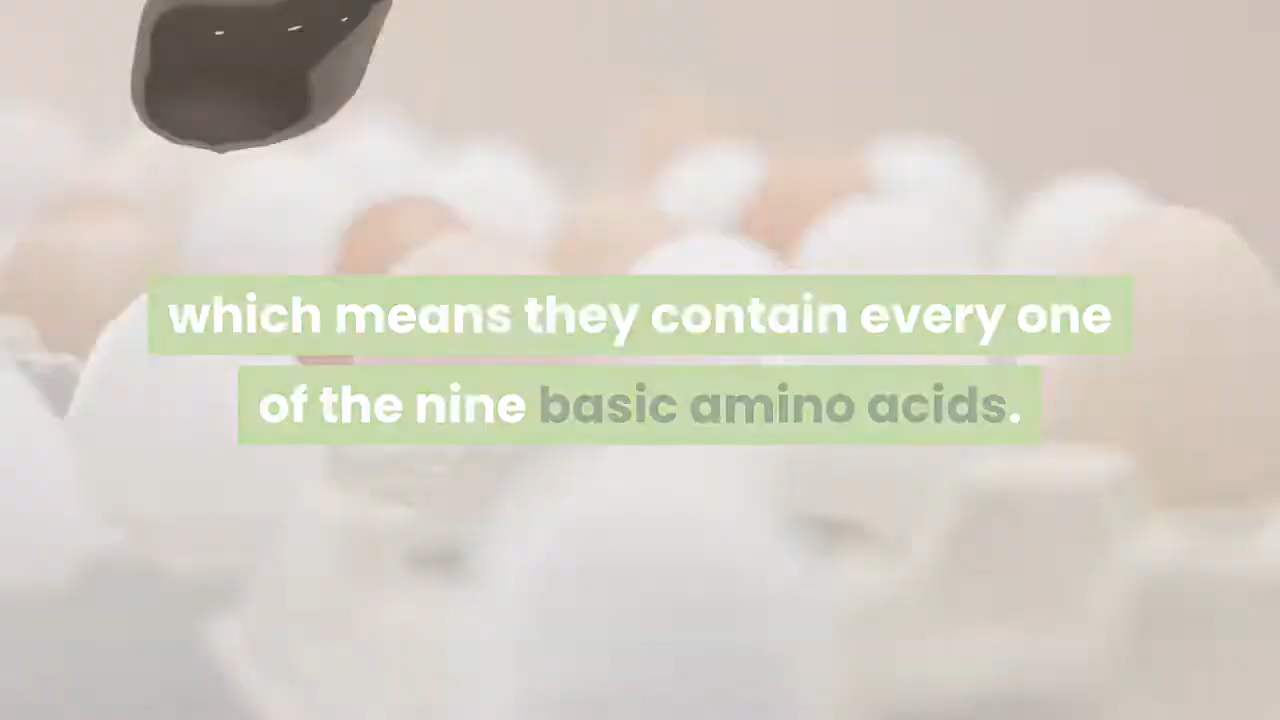 which means they contain every one
of the nine basic amino acids.